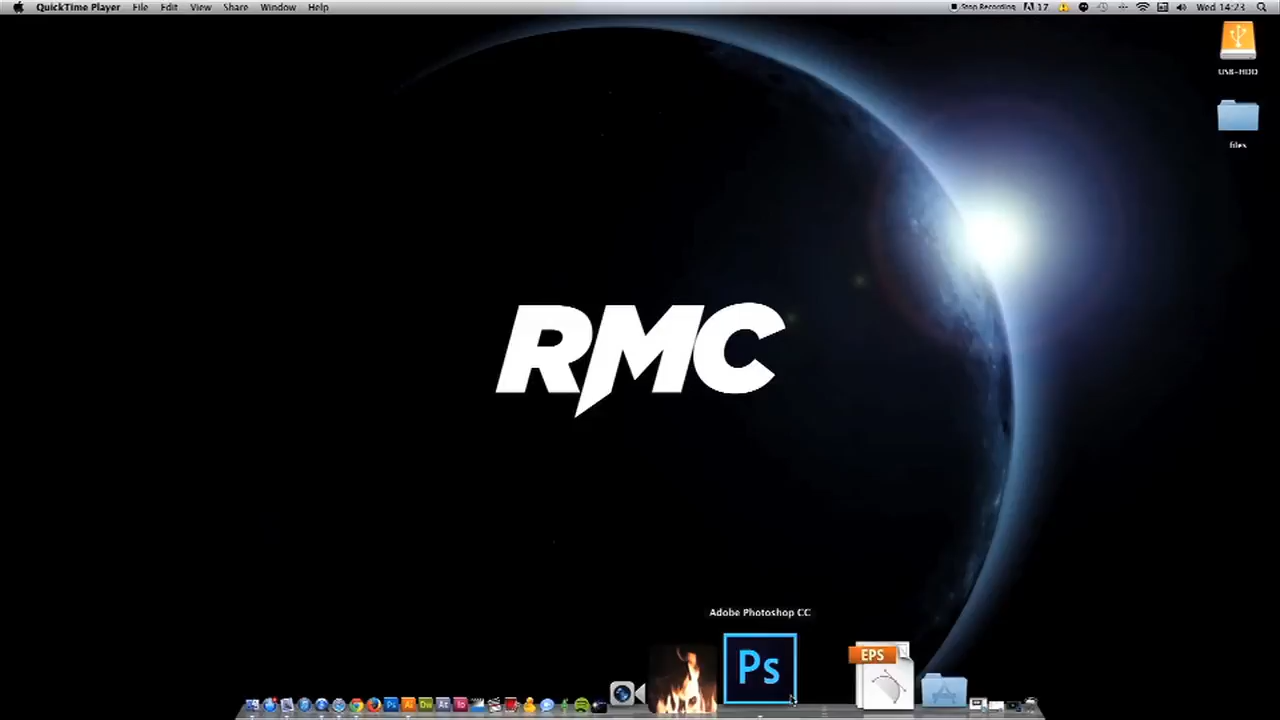 QuickTime Player File Edit View Share Window Help
Stop Recording 17 Wed 14:23
USB-HDD
files
RMC
Adobe Photoshop CC
Ps
EPS